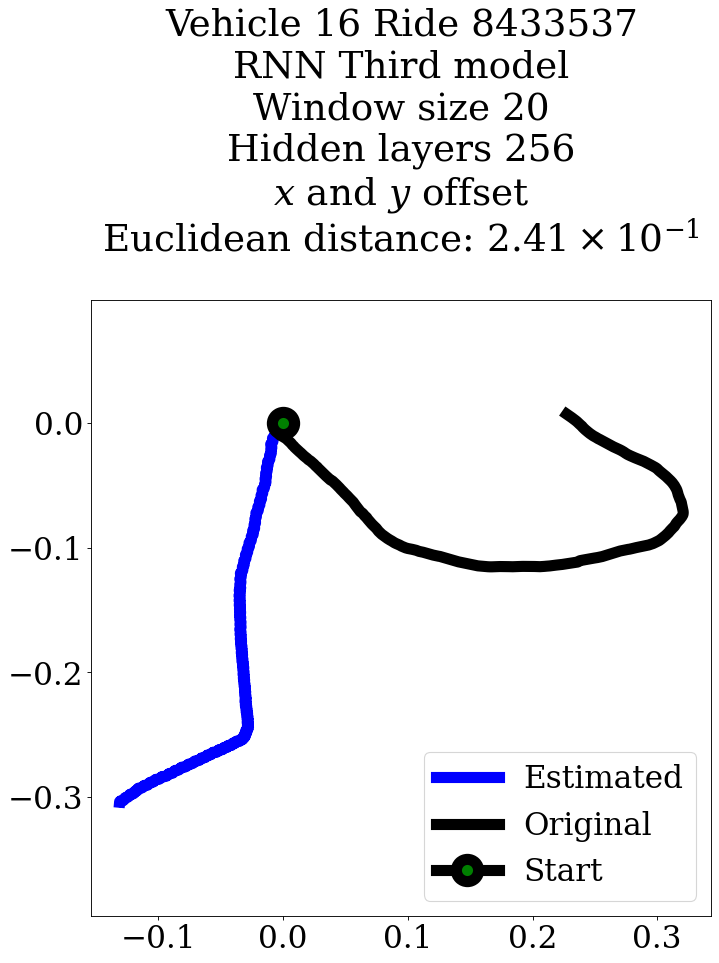 Vehicle 16 Ride 8433537
RNN Third model
Window size 20
Hidden layers 256
x and y offset
Euclidean distance: 2.41 × 10⁻¹
0.0
−0.1
−0.2
−0.3
Estimated
Original
Start
−0.1 0.0 0.1 0.2 0.3